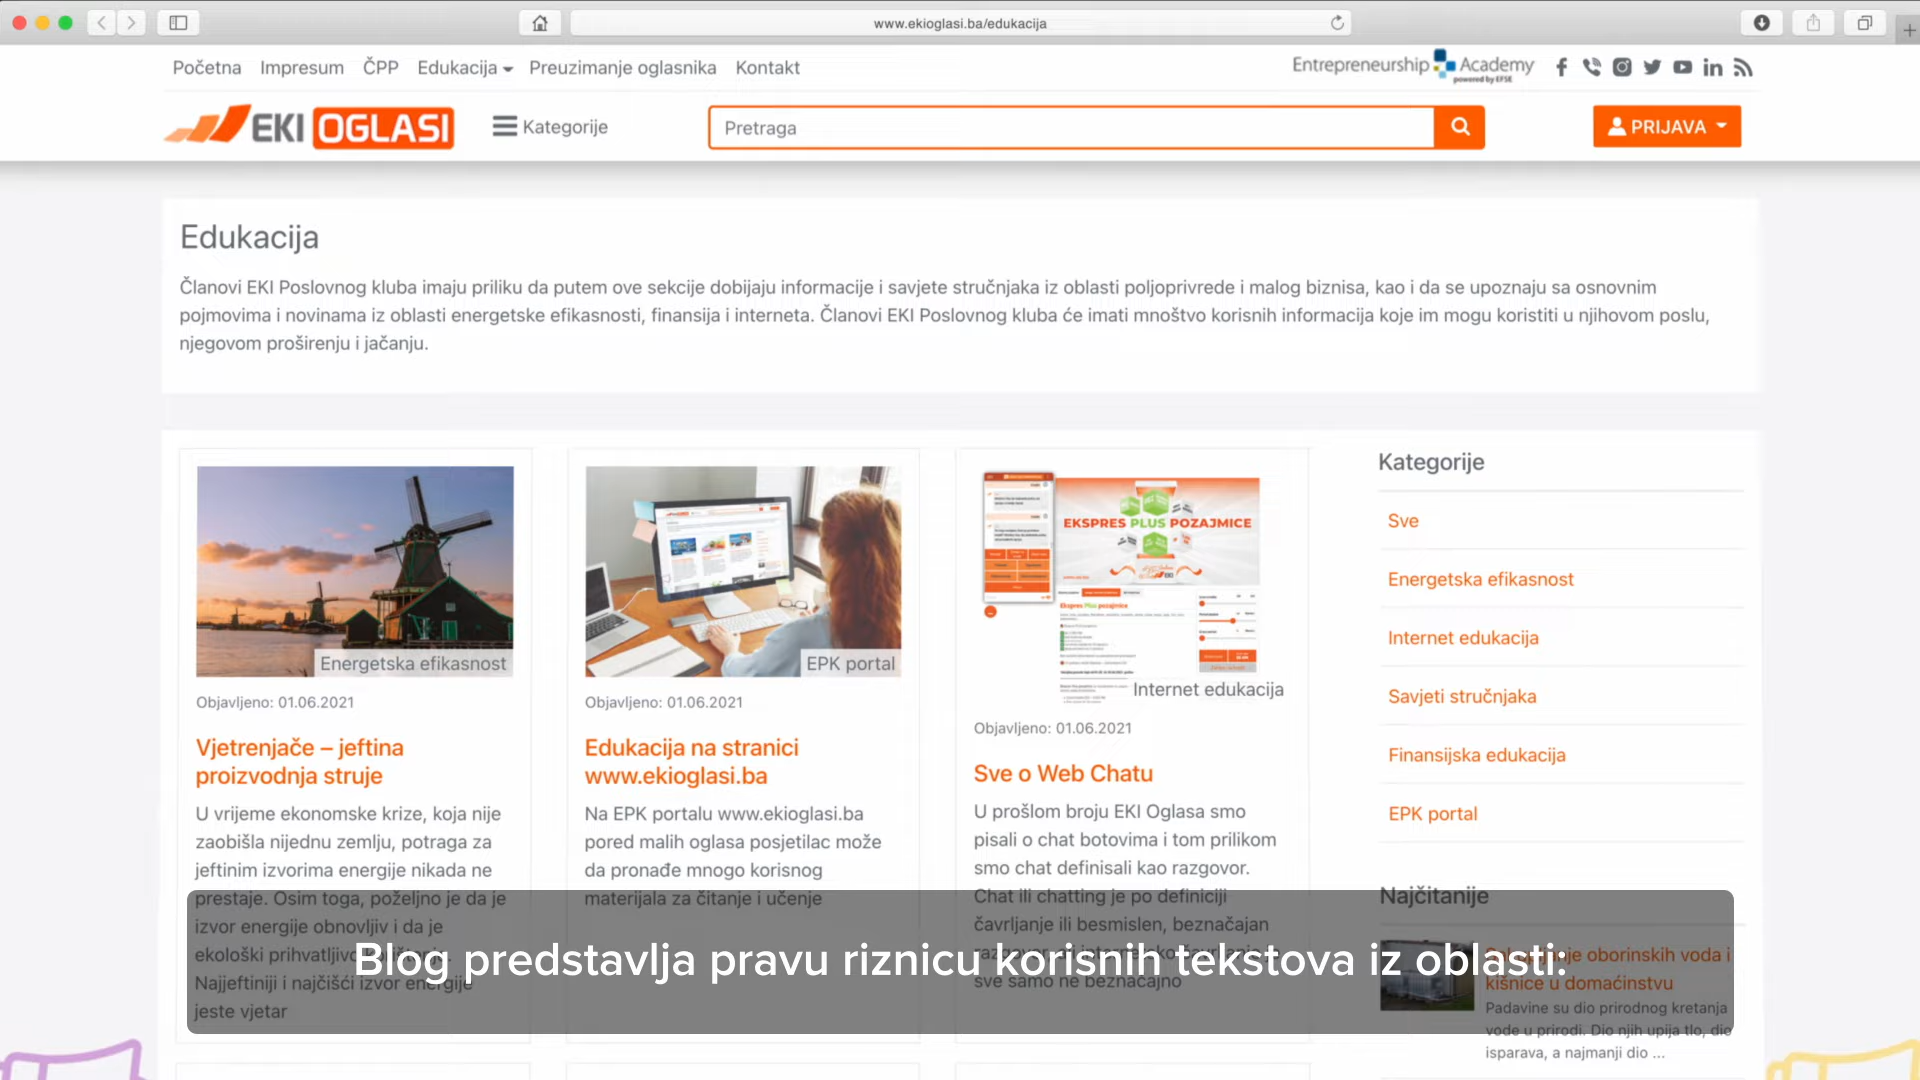 www.ekioglasi.ba/edukacija
Početna Impresum ČPP Edukacija Preuzimanje oglasnika Kontakt
Entrepreneurship Academy
powered by EFSE
EKI OGLASI
Kategorije
Pretraga
PRIJAVA
Edukacija
Članovi EKI Poslovnog kluba imaju priliku da putem ove sekcije dobijaju informacije i savjete stručnjaka iz oblasti poljoprivrede i malog biznisa, kao i da se upoznaju sa osnovnim
pojmovima i novinama iz oblasti energetske efikasnosti, finansija i interneta. Članovi EKI Poslovnog kluba će imati mnoštvo korisnih informacija koje im mogu koristiti u njihovom poslu,
njegovom proširenju i jačanju.
Energetska efikasnost
Objavljeno: 01.06.2021
Vjetrenjače – jeftina
proizvodnja struje
U vrijeme ekonomske krize, koja nije
zaobišla nijednu zemlju, potraga za
jeftinim izvorima energije nikada ne
prestaje. Osim toga, poželjno je da je
izvor energije obnovljiv i da je
ekološki
Najjeftiniji i najčišći izvor energije
jeste vjetar
EPK portal
Objavljeno: 01.06.2021
Edukacija na stranici
www.ekioglasi.ba
Na EPK portalu www.ekioglasi.ba
pored malih oglasa posjetilac može
da pronađe mnogo korisnog
materijala za čitanje i učenje
EKSPRES PLUS POZAJMICE
Ekspres Plus pozajmice
Internet edukacija
Objavljeno: 01.06.2021
Sve o Web Chatu
U prošlom broju EKI Oglasa smo
pisali o chat botovima i tom prilikom
smo chat definisali kao razgovor.
Chat ili chatting je po definiciji
čavrljanje ili besmislen, beznačajan
sve samo ne beznačajno
Kategorije
Sve
Energetska efikasnost
Internet edukacija
Savjeti stručnjaka
Finansijska edukacija
EPK portal
Najčitanije
oborinskih voda i
kišnice u domaćinstvu
Padavine su dio prirodnog kretanja
vode u prirodi. Dio njih upija tlo, dio
isparava, a najmanji dio ...
Blog predstavlja pravu riznicu korisnih tekstova iz oblasti: